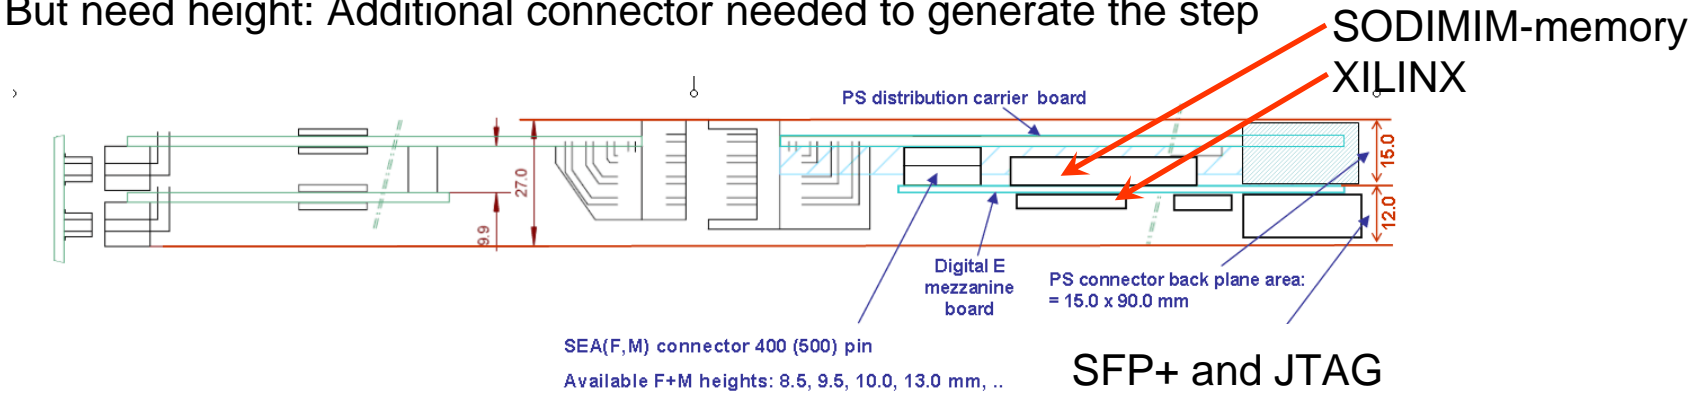 But need height: Additional connector needed to generate the step
SODIMIM-memory
XILINX
PS distribution carrier board
27.0
9.9
15.0
12.0
Digital E
mezzanine
board
PS connector back plane area:
= 15.0 x 90.0 mm
SEA(F,M) connector 400 (500) pin
Available F+M heights: 8.5, 9.5, 10.0, 13.0 mm, ..
SFP+ and JTAG